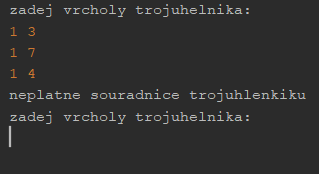 zadej vrcholy trojuhelnika:
1 3
1 7
1 4
neplatne souradnice trojuhlenkiku
zadej vrcholy trojuhelnika: